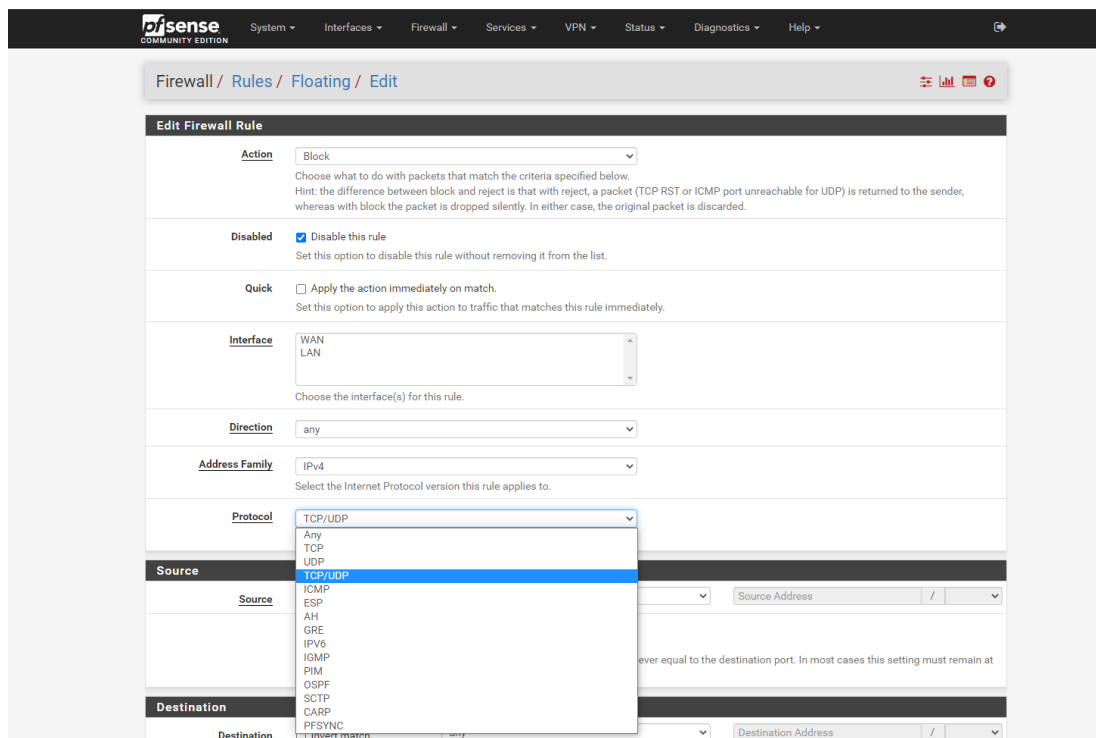 pfsense
COMMUNITY EDITION
System Interfaces Firewall Services VPN Status Diagnostics Help
Firewall / Rules / Floating / Edit
Edit Firewall Rule
Action Block
Choose what to do with packets that match the criteria specified below.
Hint: the difference between block and reject is that with reject, a packet (TCP RST or ICMP port unreachable for UDP) is returned to the sender,
whereas with block the packet is dropped silently. In either case, the original packet is discarded.
Disabled Disable this rule
Set this option to disable this rule without removing it from the list.
Quick Apply the action immediately on match.
Set this option to apply this action to traffic that matches this rule immediately.
Interface WAN
LAN
Choose the interface(s) for this rule.
Direction any
Address Family IPv4
Select the Internet Protocol version this rule applies to.
Protocol TCP/UDP
Any
TCP
UDP
TCP/UDP
ICMP
ESP
AH
GRE
IPV6
IGMP
PIM
OSPF
SCTP
CARP
PFSYNC
Source
Source Source Address /
ever equal to the destination port. In most cases this setting must remain at
Destination
Destination Invert match any Destination Address /